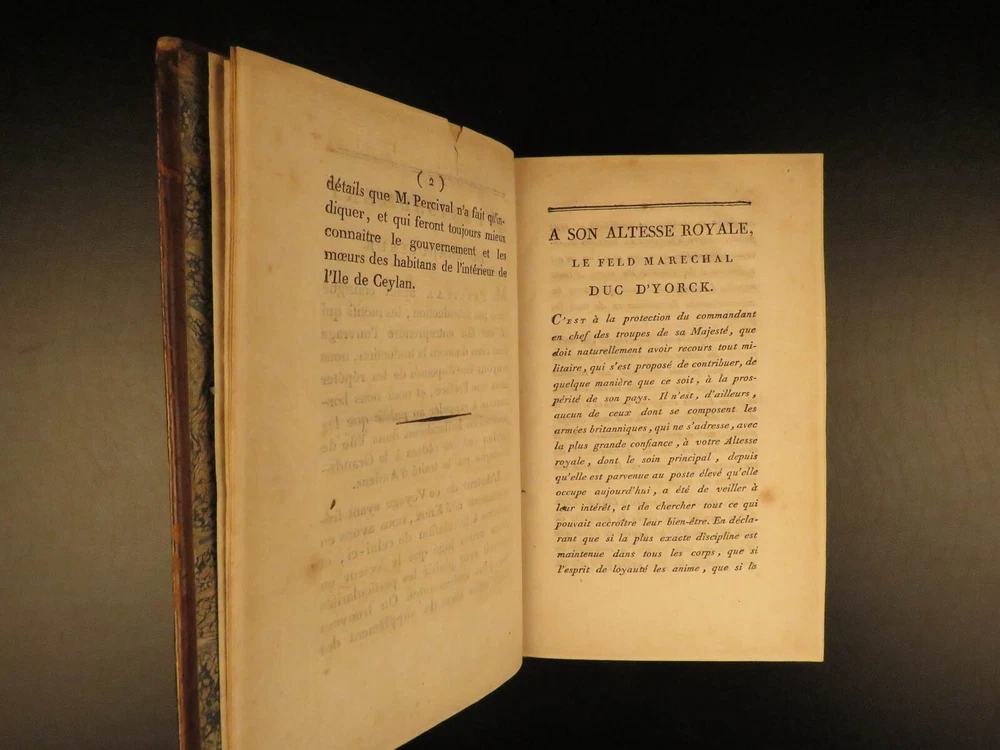 ( 2 )
détails que M. Percival n'a fait qu'in-
diquer, et qui feront toujours mieux
connaitre le gouvernement et les
mœurs des habitans de l'intérieur de
l'Ile de Ceylan.
A SON ALTESSE ROYALE,
LE FELD MARECHAL
DUC D'YORCK.
C'EST à la protection du commandant
en chef des troupes de sa Majesté, que
doit naturellement avoir recours tout mi-
litaire, qui s'est proposé de contribuer, de
quelque manière que ce soit, à la pros-
périté de son pays. Il n'est, d'ailleurs,
aucun de ceux dont se composent les
armées britanniques, qui ne s'adresse, avec
la plus grande confiance, à votre Altesse
royale, dont le soin principal, depuis
qu'elle est parvenue au poste élevé qu'elle
occupe aujourd'hui, a été de veiller à
leur intérêt, et de chercher tout ce qui
pouvait accroître leur bien-être. En décla-
rant que si la plus exacte discipline est
maintenue dans tous les corps, que si
l'esprit de loyauté les anime, que si la